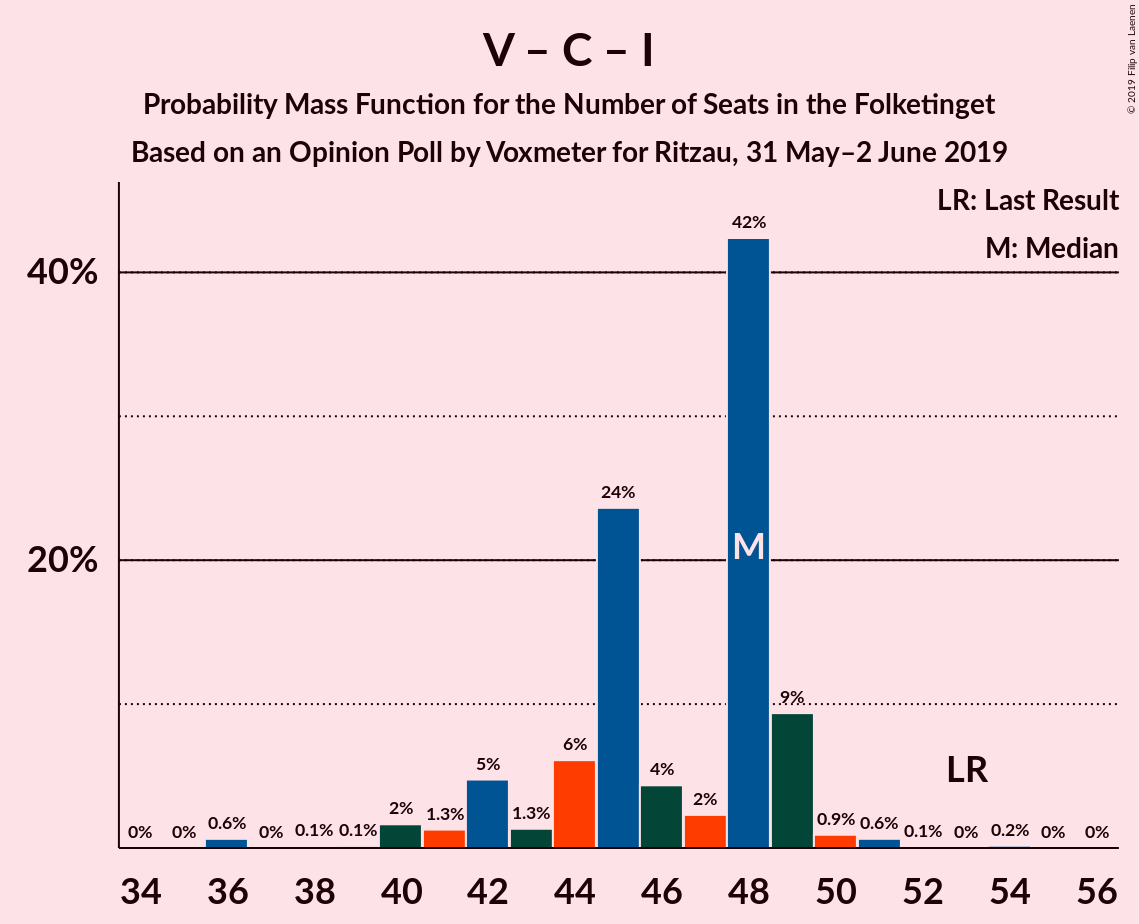 V – C – I
Probability Mass Function for the Number of Seats in the Folketinget
Based on an Opinion Poll by Voxmeter for Ritzau, 31 May–2 June 2019
© 2019 Filip van Laenen
LR: Last Result
M: Median
40%
20%
0% 0% 0.6% 0% 0.1% 0.1% 2% 1.3% 5% 1.3% 6% 24% 4% 2% 42% 9% 0.9% 0.6% 0.1% 0% 0.2% 0% 0%
M
LR
34 36 38 40 42 44 46 48 50 52 54 56